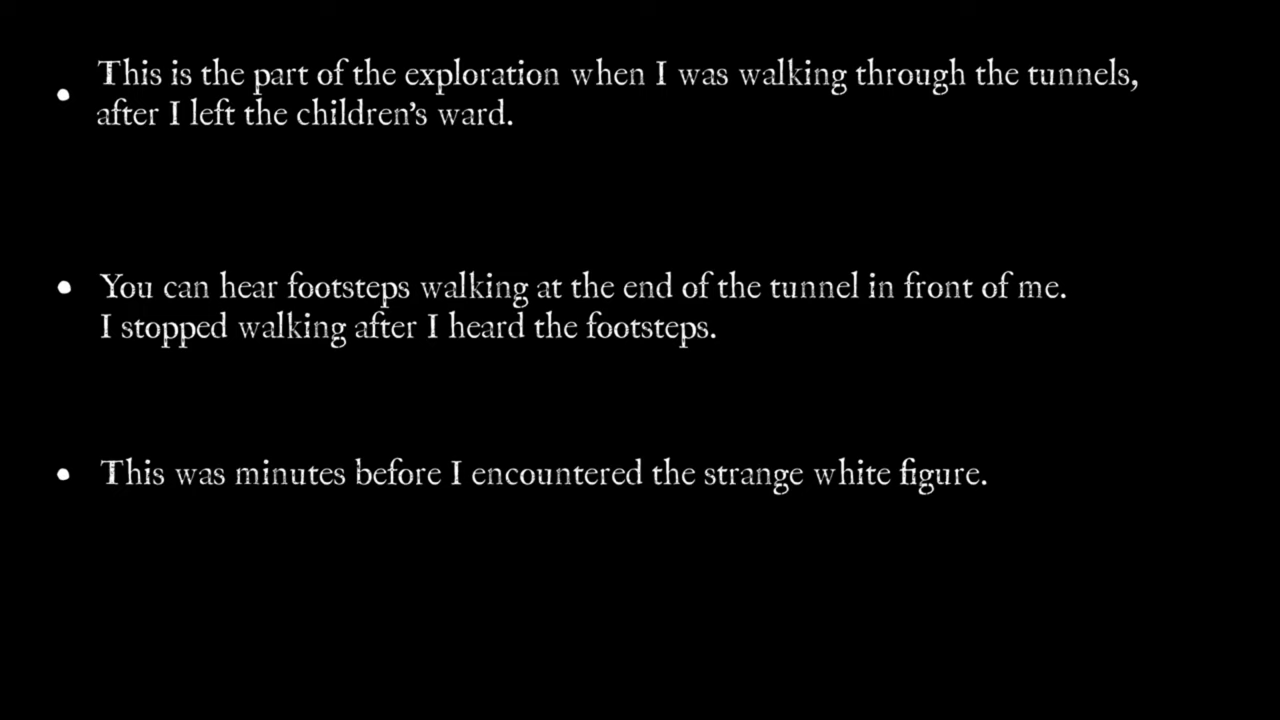 • This is the part of the exploration when I was walking through the tunnels,
after I left the children’s ward.
• You can hear footsteps walking at the end of the tunnel in front of me.
I stopped walking after I heard the footsteps.
• This was minutes before I encountered the strange white figure.